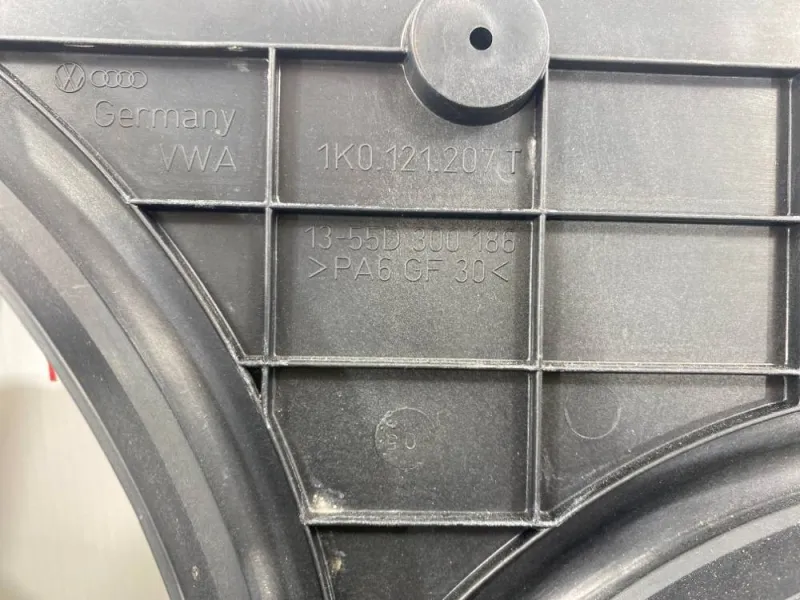 Germany
VWA
1K0.121.207 T
13-55D 300 186
>PA6 GF 30<